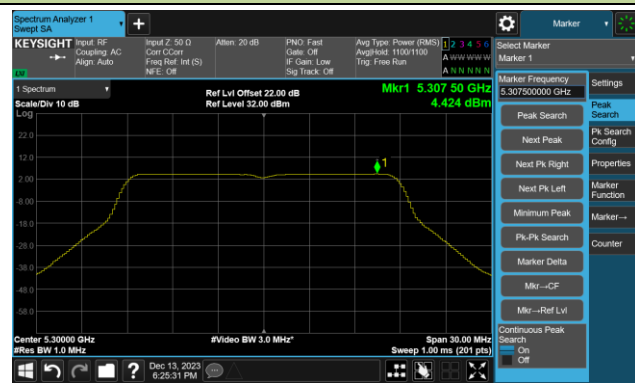 Spectrum Analyzer 1
Swept SA
+
Marker
KEYSIGHT
Input: RF
Coupling: AC
Align: Auto
Input Z: 50 Ω
Corr CCorr
Freq Ref: Int (S)
NFE: Off
Atten: 20 dB
PNO: Fast
Gate: Off
IF Gain: Low
Sig Track: Off
Avg Type: Power (RMS)
Avg|Hold: 1100/1100
Trig: Free Run
1 2 3 4 5 6
A W W W W W
A N N N N N
LVI
Select Marker
Marker 1
1 Spectrum
Scale/Div 10 dB
Log
Ref Lvl Offset 22.00 dB
Ref Level 32.00 dBm
Mkr1 5.307 50 GHz
4.424 dBm
22.0
12.0
2.00
-8.00
-18.0
-28.0
-38.0
-48.0
-58.0
1
Center 5.30000 GHz
#Res BW 1.0 MHz
#Video BW 3.0 MHz*
Span 30.00 MHz
Sweep 1.00 ms (201 pts)
Marker Frequency
5.307500000 GHz
Peak Search
Next Peak
Next Pk Right
Next Pk Left
Minimum Peak
Pk-Pk Search
Marker Delta
Mkr→CF
Mkr→Ref Lvl
Continuous Peak
Search
On
Off
Settings
Peak
Search
Pk Search
Config
Properties
Marker
Function
Marker→
Counter
?
Dec 13, 2023
6:25:31 PM